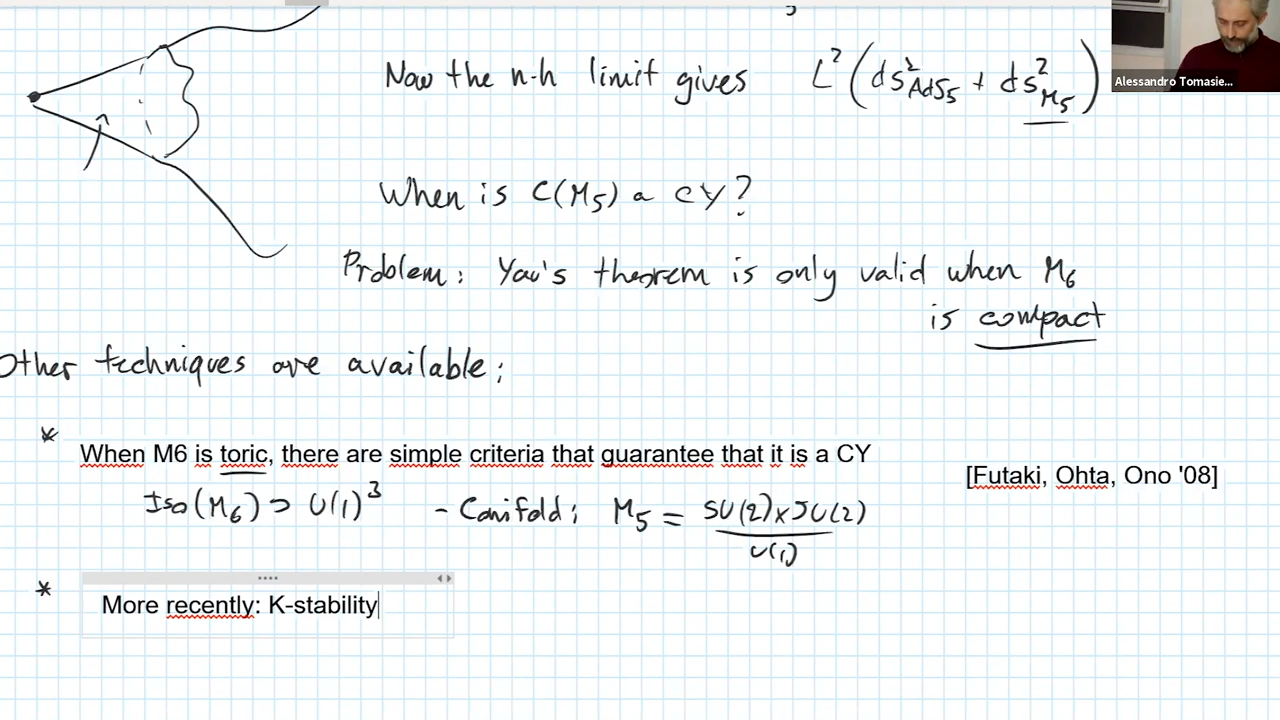 Now the n-h limit gives L² (ds²_AdS₅ + ds²_M₅)
Alessandro Tomasie...
When is C(M₅) a CY?
Problem: Yau's theorem is only valid when M₆
is compact
Other techniques are available:
* When M6 is toric, there are simple criteria that guarantee that it is a CY
[Futaki, Ohta, Ono '08]
Iso(M₆) ⊃ U(1)³ - Conifold: M₅ = SU(2)×SU(2)
U(1)
* More recently: K-stability